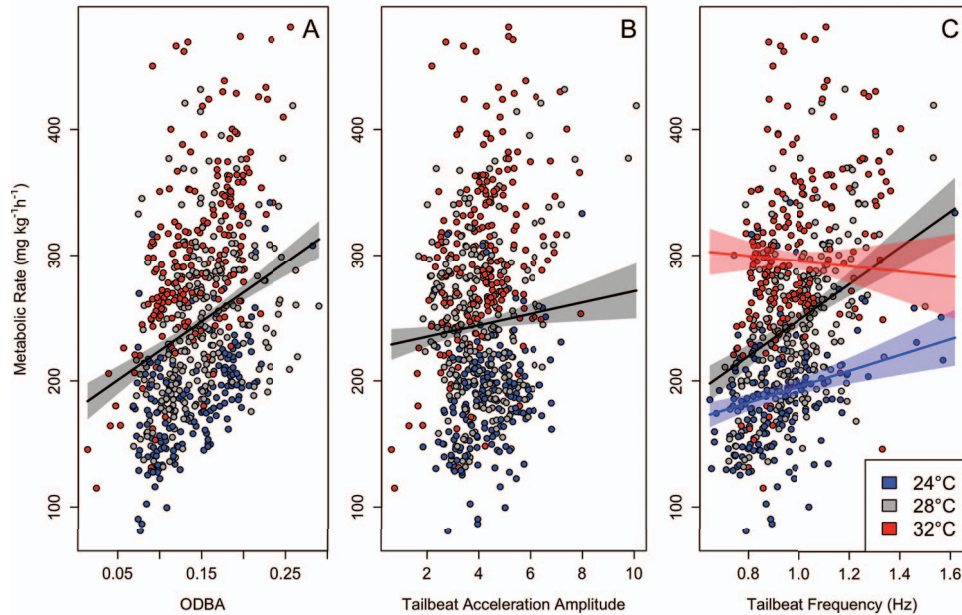 A
B
C
Metabolic Rate (mg kg⁻¹h⁻¹)
400
300
200
100
0.05
0.15
0.25
ODBA
2
4
6
8
10
Tailbeat Acceleration Amplitude
0.8
1.0
1.2
1.4
1.6
Tailbeat Frequency (Hz)
24°C
28°C
32°C